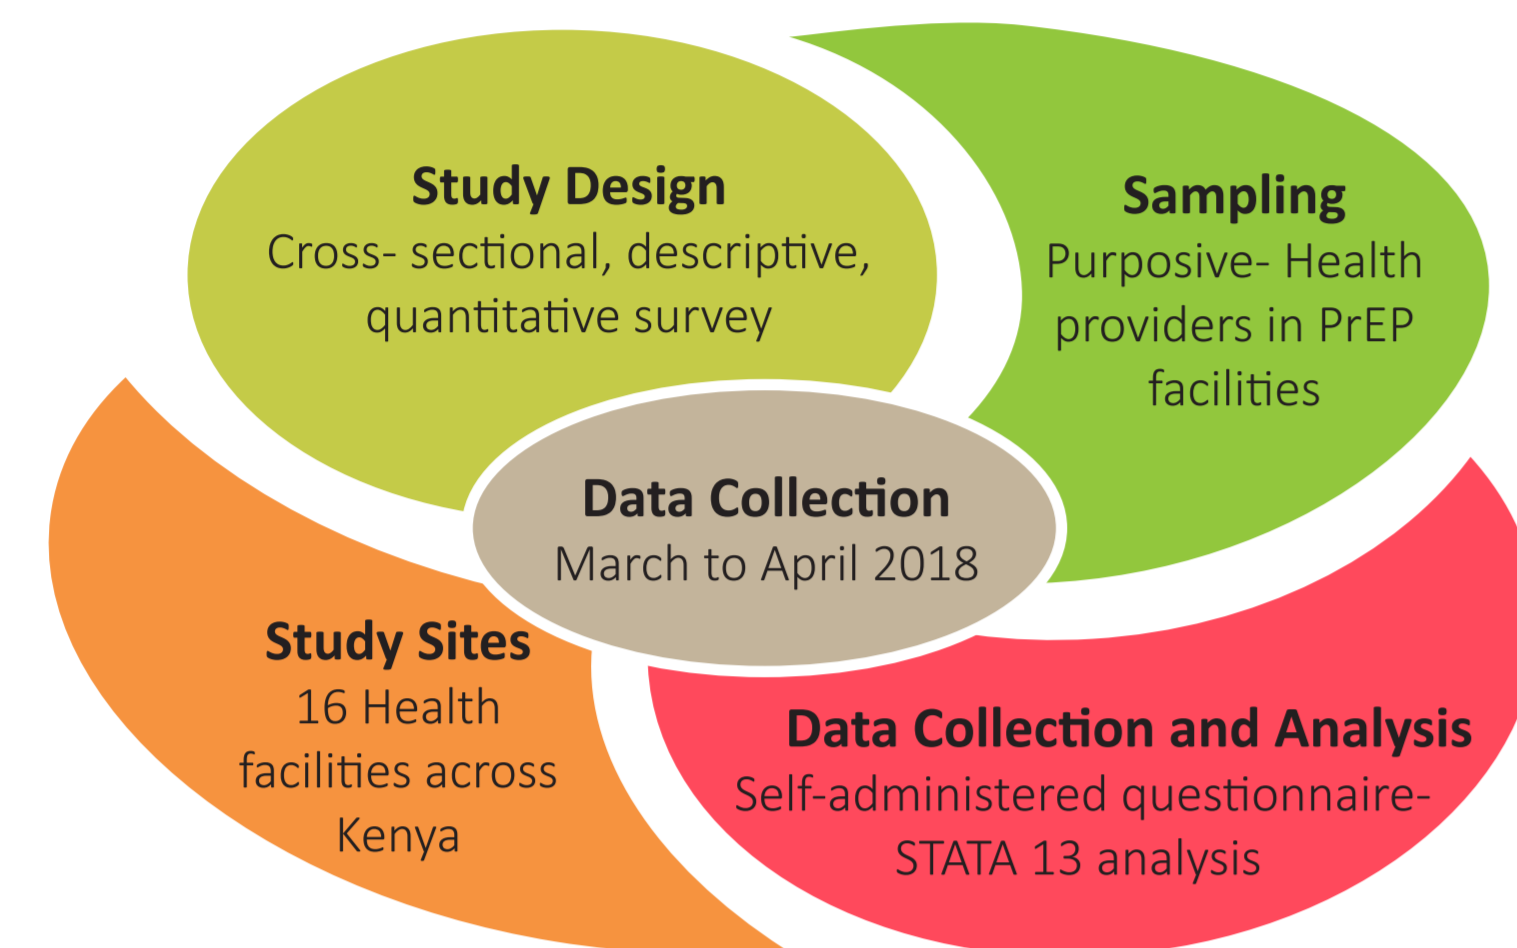 Study Design
Cross- sectional, descriptive,
quantitative survey
Sampling
Purposive- Health
providers in PrEP
facilities
Data Collection
March to April 2018
Study Sites
16 Health
facilities across
Kenya
Data Collection and Analysis
Self-administered questionnaire-
STATA 13 analysis